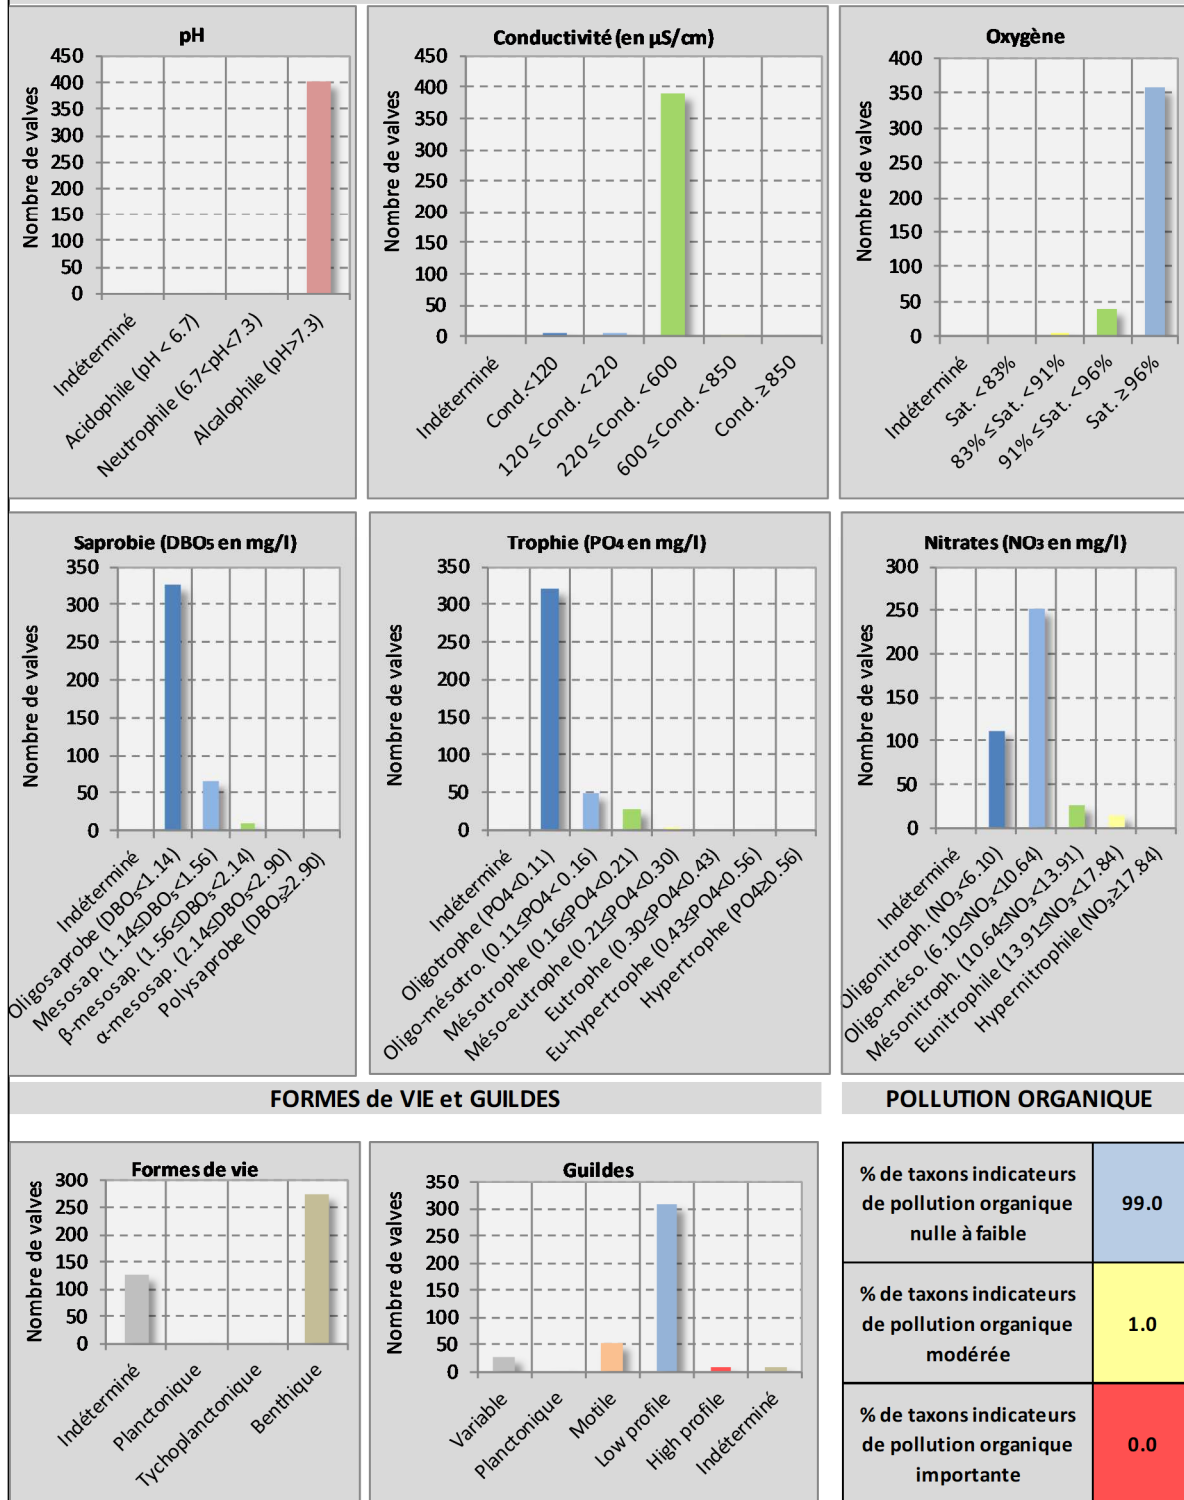 pH
Nombre de valves
450
400
350
300
250
200
150
100
50
0
Indéterminé
Acidophile (pH < 6.7)
Neutrophile (6.7<pH<7.3)
Alcalophile (pH>7.3)
Conductivité (en µS/cm)
Nombre de valves
450
400
350
300
250
200
150
100
50
0
Indéterminé
Cond.<120
120 ≤ Cond. < 220
220 ≤ Cond. < 600
600 ≤ Cond. < 850
Cond. ≥ 850
Oxygène
Nombre de valves
400
350
300
250
200
150
100
50
0
Indéterminé
Sat. < 83%
83% ≤ Sat. < 91%
91% ≤ Sat. < 96%
Sat. ≥ 96%
Saprobie (DBO₅ en mg/l)
Nombre de valves
350
300
250
200
150
100
50
0
Indéterminé
Oligosaprobe (DBO₅<1.14)
Mesosap. (1.14≤DBO₅<1.56)
β-mesosap. (1.56≤DBO₅<2.14)
α-mesosap. (2.14≤DBO₅<2.90)
Polysaprobe (DBO₅≥2.90)
Trophie (PO4 en mg/l)
Nombre de valves
350
300
250
200
150
100
50
0
Indéterminé
Oligotrophe (PO4<0.11)
Oligo-mésotro. (0.11≤PO4< 0.16)
Mésotrophe (0.16≤PO4<0.21)
Méso-eutrophe (0.21≤PO4<0.30)
Eutrophe (0.30≤PO4<0.43)
Eu-hypertrophe (0.43≤PO4<0.56)
Hypertrophe (PO4≥0.56)
Nitrates (NO₃ en mg/l)
Nombre de valves
300
250
200
150
100
50
0
Indéterminé
Oligonitroph. (NO₃<6.10)
Oligo-méso. (6.10≤NO₃<10.64)
Mésonitroph. (10.64≤NO₃<13.91)
Eunitrophile (13.91≤NO₃<17.84)
Hypernitrophile (NO₃≥17.84)
FORMES de VIE et GUILDES
POLLUTION ORGANIQUE
Formes de vie
Nombre de valves
300
250
200
150
100
50
0
Indéterminé
Planctonique
Tychoplanctonique
Benthique
Guildes
Nombre de valves
350
300
250
200
150
100
50
0
Variable
Planctonique
Motile
Low profile
High profile
Indéterminé
% de taxons indicateurs
de pollution organique
nulle à faible
99.0
% de taxons indicateurs
de pollution organique
modérée
1.0
% de taxons indicateurs
de pollution organique
importante
0.0